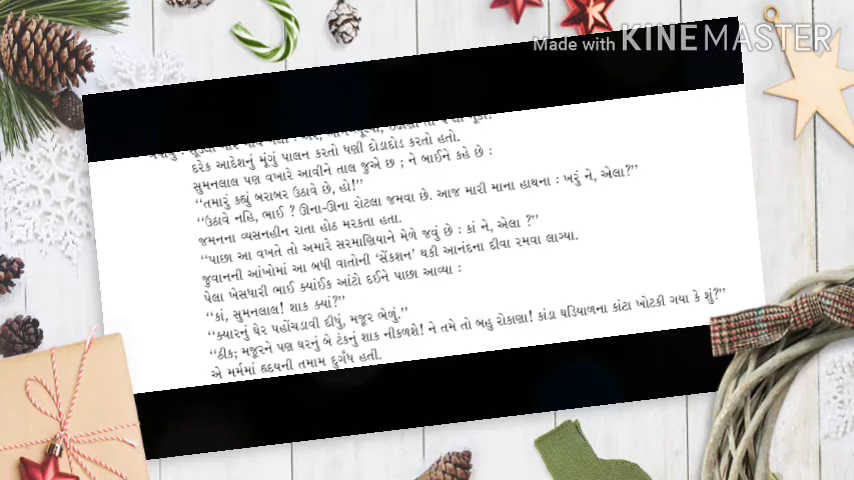 Made with KINEMASTER
દરેક આદેશનું મૂંગું પાલન કરતો ધણી દોડાદોડ કરતો હતો.
સુમનલાલ પણ વખારે આવીને તાલ જુએ છ ; ને બાઈને કહે છે :
“તમારું કહ્યું બરાબર ઉઠાવે છે, હો!”
“ઉઠાવે નહિ, ભાઈ ? ઊના-ઊના રોટલા જમવા છે. આજ મારી માના હાથના : ખરું ને, એલા?”
જમનના વ્યસનહીન રાતા હોઠ મરકતા હતા.
“પાછા આ વખતે તો અમારે સરમાણિયાને મેળે જવું છે : કાં ને, એલા ?”
જુવાનની આંખોમાં આ બધી વાતોની ‘સેંકશન’ થકી આનંદના દીવા રમવા લાગ્યા.
પેલા ખેસધારી ભાઈ ક્યાંઈક આંટો દઈને પાછા આવ્યા :
“કાં, સુમનલાલ! શાક ક્યાં?”
“ક્યારનું ઘેર પહોંચડાવી દીધું, મજૂર ભેળું.”
“ઠીક; મજૂરને પણ ઘરનું બે ટંકનું શાક નીકળશે! ને તમે તો બહુ રોકાણા! કાંડા ઘડિયાળના કાંટા ખોટકી ગયા કે શું?”
એ મર્મમાં હૃદયની તમામ દુર્ગંધ હતી.